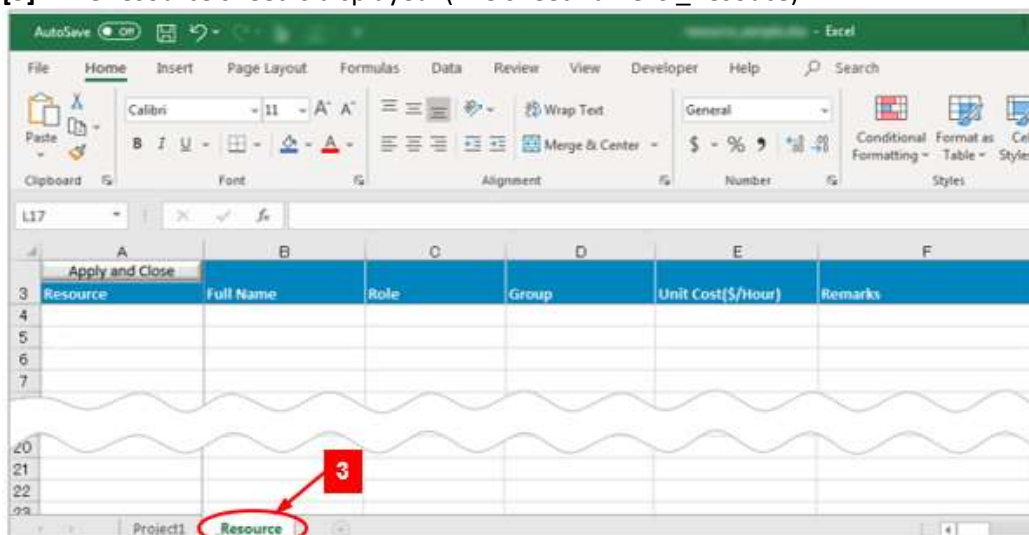 AutoSave Off - Excel
File Home Insert Page Layout Formulas Data Review View Developer Help Search
Paste Calibri 11 A A Wrap Text General Conditional Format as
B I U A Merge & Center $ % Formatting Table Styles
Clipboard Font Alignment Number Styles
L17 fx
A B C D E F
Apply and Close
3 Resource Full Name Role Group Unit Cost($/Hour) Remarks
4
5
6
7
20
21
3
22
23
Project1 Resource